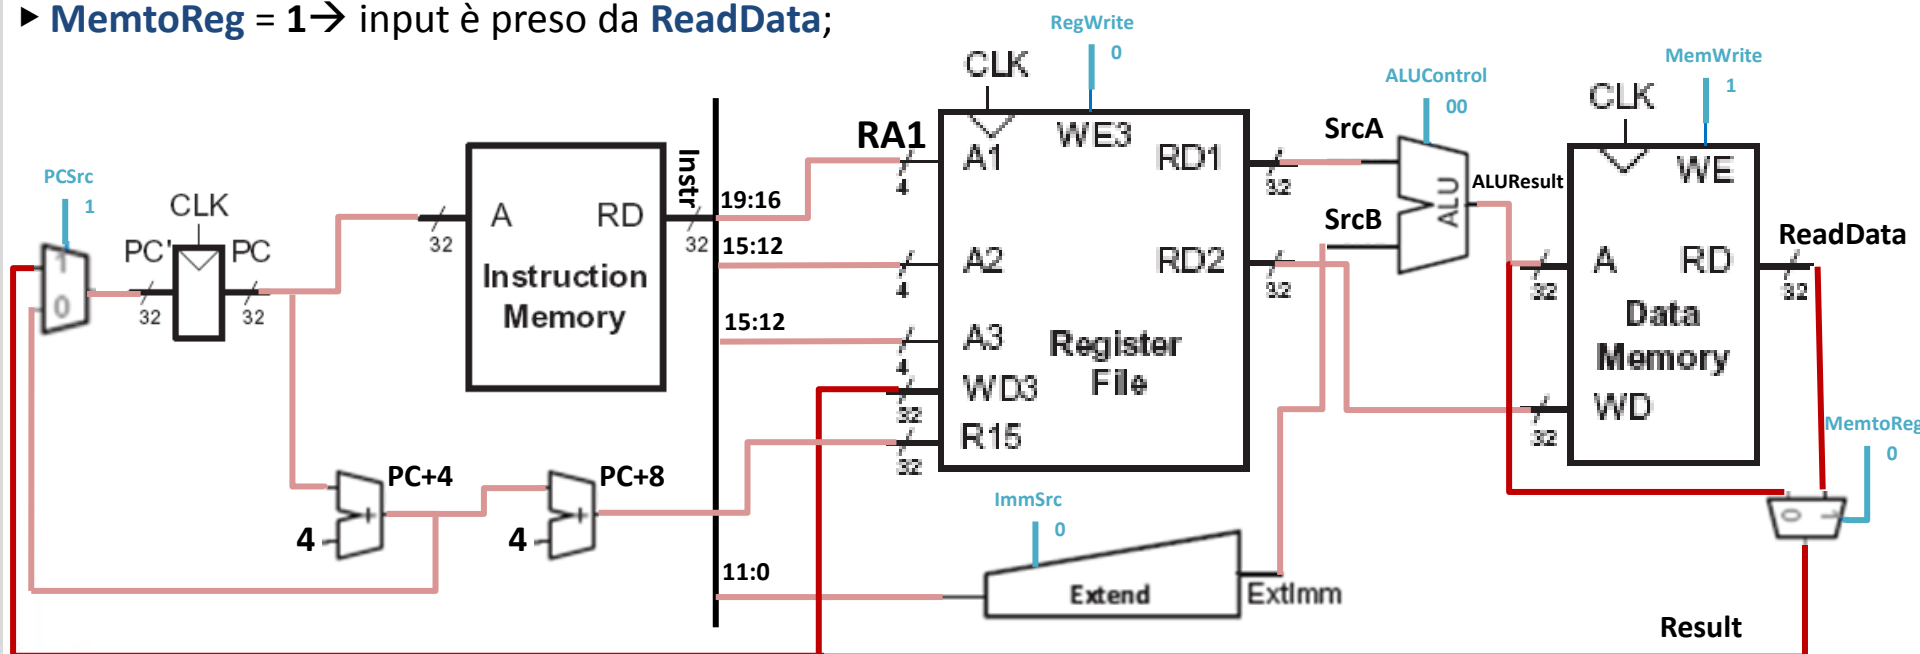 ▸ MemtoReg = 1→ input è preso da ReadData;
RegWrite
0
CLK
ALUControl
00
MemWrite
1
CLK
PCSrc
1
CLK
PC'
PC
32
32
1
0
A
RD
32
Instruction
Memory
Instr
32
19:16
15:12
15:12
11:0
RA1
4
4
4
32
32
A1
WE3
RD1
A2
RD2
A3
WD3
R15
Register
File
32
32
SrcA
SrcB
ALU
ALUResult
32
32
WE
A
RD
Data
Memory
WD
ReadData
32
MemtoReg
0
0
1
PC+4
4
+
PC+8
4
+
ImmSrc
0
Extend
ExtImm
Result